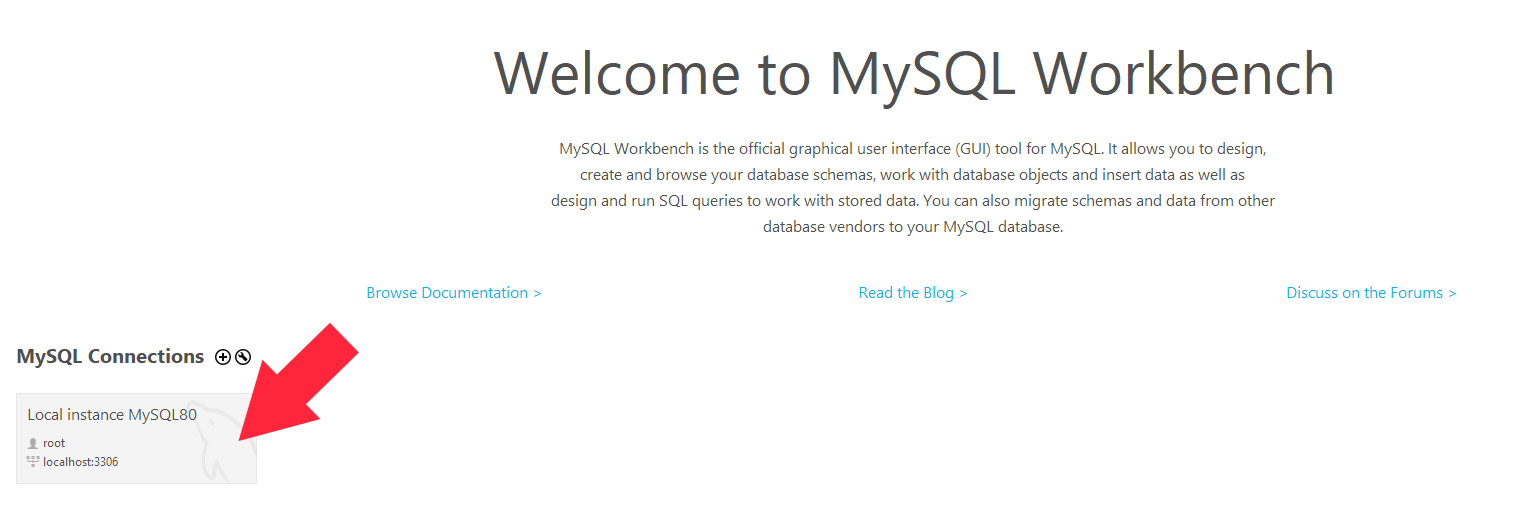 Welcome to MySQL Workbench
MySQL Workbench is the official graphical user interface (GUI) tool for MySQL. It allows you to design,
create and browse your database schemas, work with database objects and insert data as well as
design and run SQL queries to work with stored data. You can also migrate schemas and data from other
database vendors to your MySQL database.
Browse Documentation > Read the Blog > Discuss on the Forums >
MySQL Connections
Local instance MySQL80
root
localhost:3306